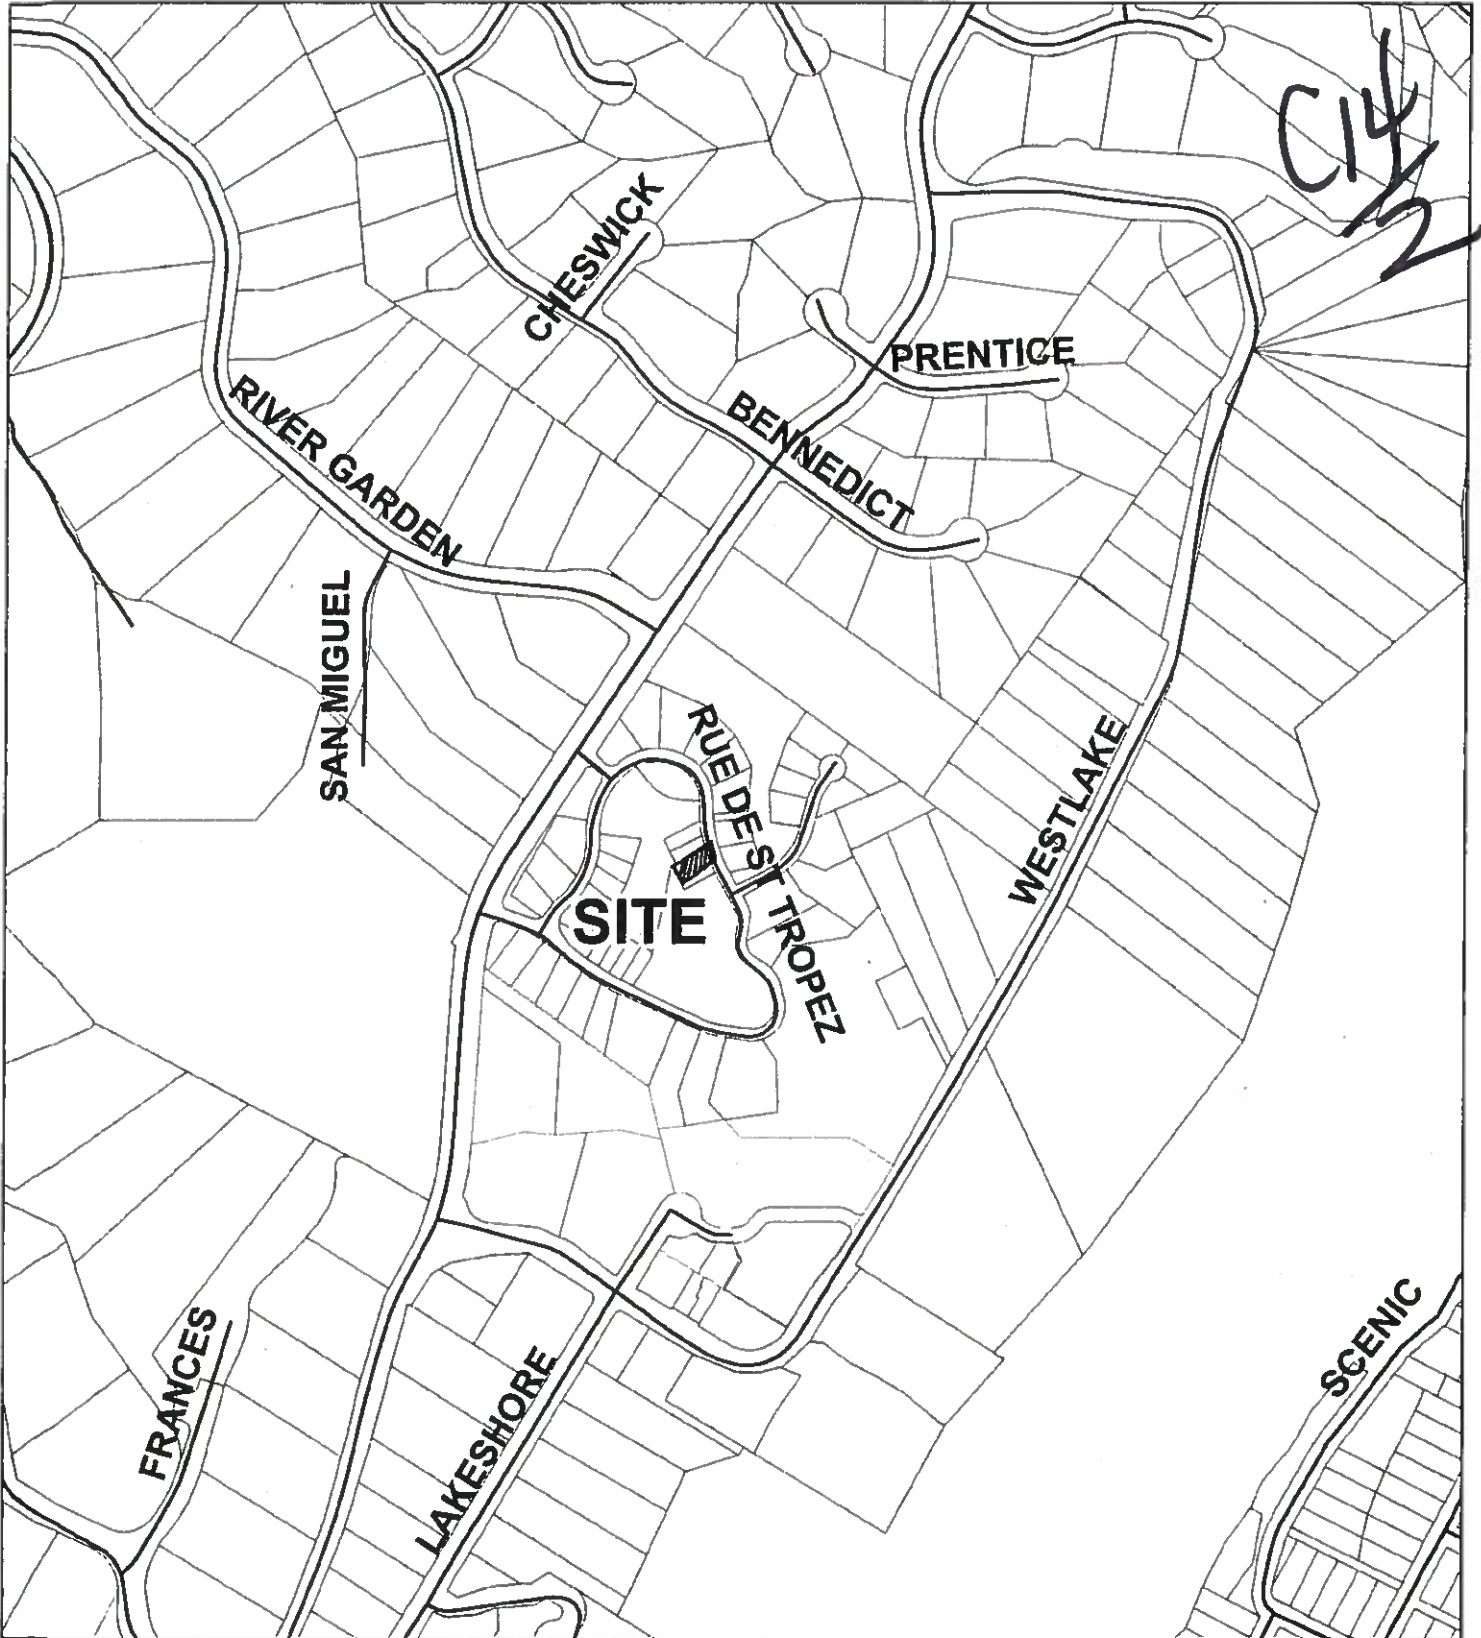 C14
2
CHESWICK
PRENTICE
BENNEDICT
RIVER GARDEN
SAN MIGUEL
RUE DE ST TROPEZ
WESTLAKE
SITE
SCENIC
FRANCES
LAKESHORE